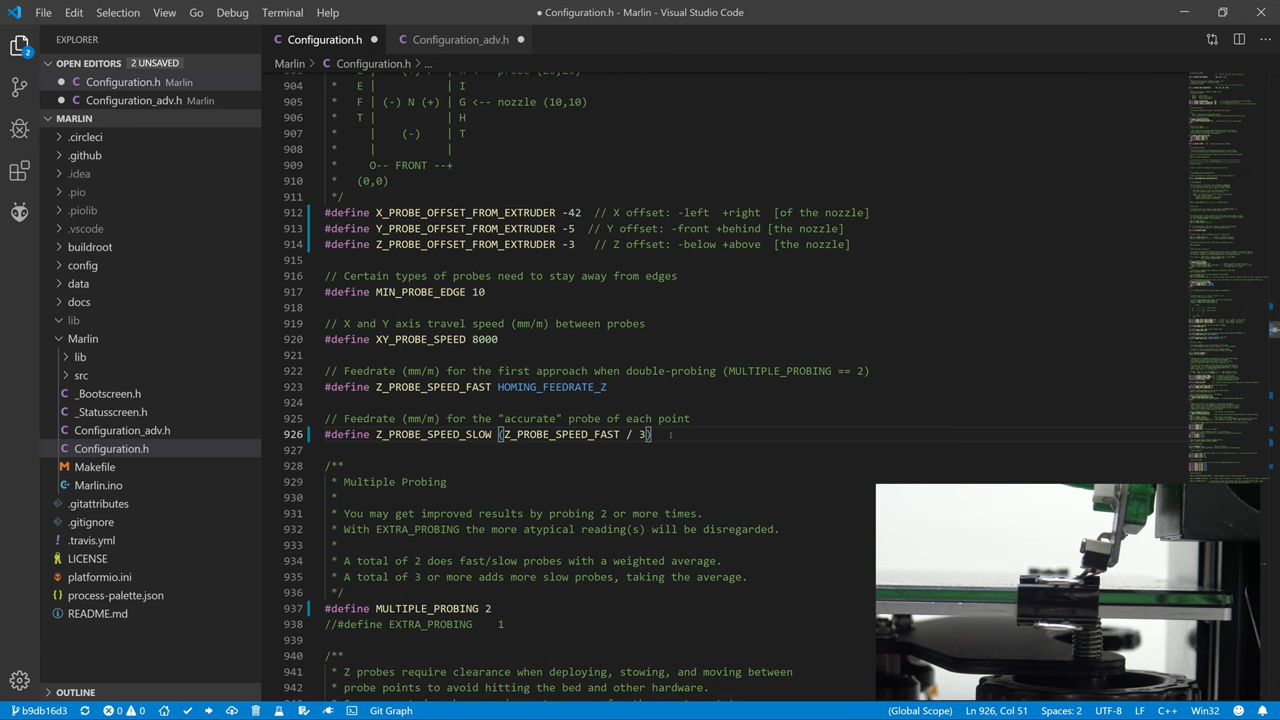 File Edit Selection View Go Debug Terminal Help
● Configuration.h - Marlin - Visual Studio Code
EXPLORER
OPEN EDITORS 2 UNSAVED
Configuration.h Marlin
Configuration_adv.h Marlin
MARLIN
.circleci
.github
.idea
.pio
.piolib
.vscode
buildroot
config
data
docs
lib
Marlin
lib
src
_Bootscreen.h
_Statusscreen.h
Configuration_adv.h
Configuration.h
Makefile
Marlin.ino
.gitattributes
.gitignore
.travis.yml
LICENSE
platformio.ini
process-palette.json
README.md
OUTLINE
2
Configuration.h ● Configuration_adv.h ●
Marlin > Configuration.h > ...
904 * E | | I
905 * F | (-) N (+) | G <-- nozzle (10,10)
906 * | | H
907 * | (-) | T
908 * | |
909 * O-- FRONT --+
910 * (0,0)
911 */
912 #define X_PROBE_OFFSET_FROM_EXTRUDER -42 // X offset: -left +right [of the nozzle]
913 #define Y_PROBE_OFFSET_FROM_EXTRUDER -5 // Y offset: -front +behind [the nozzle]
914 #define Z_PROBE_OFFSET_FROM_EXTRUDER -3 // Z offset: -below +above [the nozzle]
915
916 // Certain types of probes need to stay away from edges
917 #define MIN_PROBE_EDGE 10
918
919 // X and Y axis travel speed (mm/m) between probes
920 #define XY_PROBE_SPEED 8000
921
922 // Feedrate (mm/m) for the first approach when double-probing (MULTIPLE_PROBING == 2)
923 #define Z_PROBE_SPEED_FAST HOMING_FEEDRATE_Z
924
925 // Feedrate (mm/m) for the "accurate" probe of each point
926 #define Z_PROBE_SPEED_SLOW (Z_PROBE_SPEED_FAST / 3)
927
928 /**
929 * Multiple Probing
930 *
931 * You may get improved results by probing 2 or more times.
932 * With EXTRA_PROBING the more atypical reading(s) will be disregarded.
933 *
934 * A total of 2 does fast/slow probes with a weighted average.
935 * A total of 3 or more adds more slow probes, taking the average.
936 */
937 #define MULTIPLE_PROBING 2
938 //#define EXTRA_PROBING 1
939
940 /**
941 * Z probes require clearance when deploying, stowing, and moving between
942 * probe points to avoid hitting the bed and other hardware.
b9db16d3 0 0 Git Graph (Global Scope) Ln 926, Col 51 Spaces: 2 UTF-8 LF C++ Win32